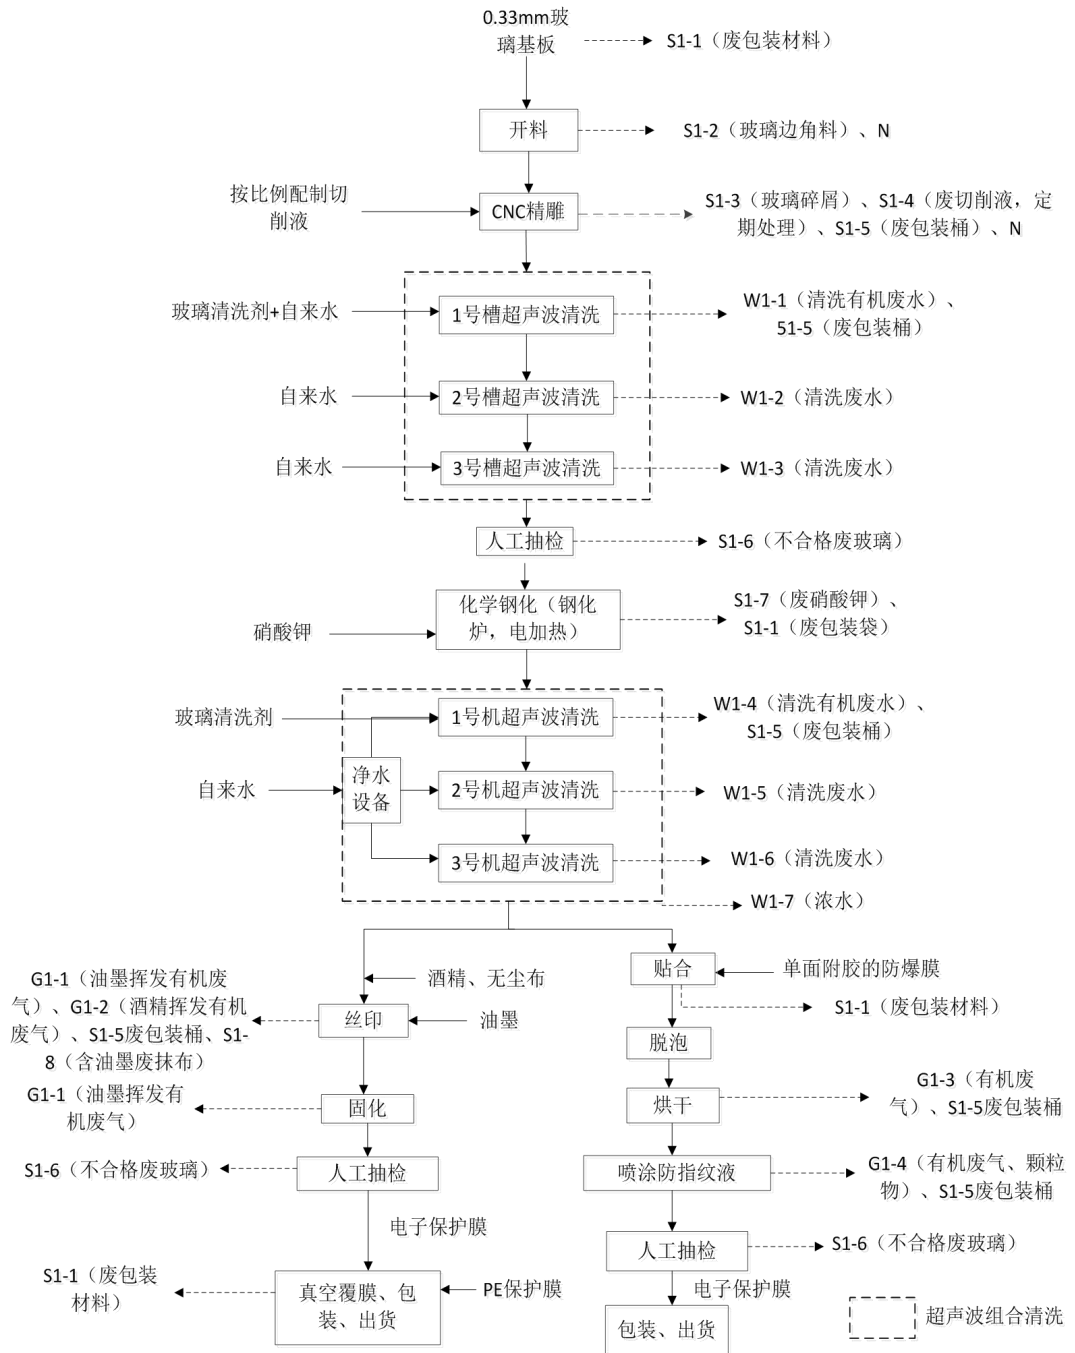 0.33mm玻
璃基板
S1-1（废包装材料）
开料
S1-2（玻璃边角料）、N
按比例配制切
削液
CNC精雕
S1-3（玻璃碎屑）、S1-4（废切削液，定
期处理）、S1-5（废包装桶）、N
玻璃清洗剂+自来水
1号槽超声波清洗
W1-1（清洗有机废水）、
51-5（废包装桶）
自来水
2号槽超声波清洗
W1-2（清洗废水）
自来水
3号槽超声波清洗
W1-3（清洗废水）
人工抽检
S1-6（不合格废玻璃）
硝酸钾
化学钢化（钢化
炉，电加热）
S1-7（废硝酸钾）、
S1-1（废包装袋）
玻璃清洗剂
1号机超声波清洗
W1-4（清洗有机废水）、
S1-5（废包装桶）
自来水
净水
设备
2号机超声波清洗
W1-5（清洗废水）
3号机超声波清洗
W1-6（清洗废水）
W1-7（浓水）
酒精、无尘布
G1-1（油墨挥发有机废
气）、G1-2（酒精挥发有机
废气）、S1-5废包装桶、S1-
8（含油墨废抹布）
丝印
油墨
G1-1（油墨挥发有
机废气）
固化
S1-6（不合格废玻璃）
人工抽检
电子保护膜
S1-1（废包装
材料）
真空覆膜、包
装、出货
PE保护膜
贴合
单面附胶的防爆膜
S1-1（废包装材料）
脱泡
烘干
G1-3（有机废
气）、S1-5废包装桶
喷涂防指纹液
G1-4（有机废气、颗粒
物）、S1-5废包装桶
人工抽检
S1-6（不合格废玻璃）
电子保护膜
包装、出货
超声波组合清洗